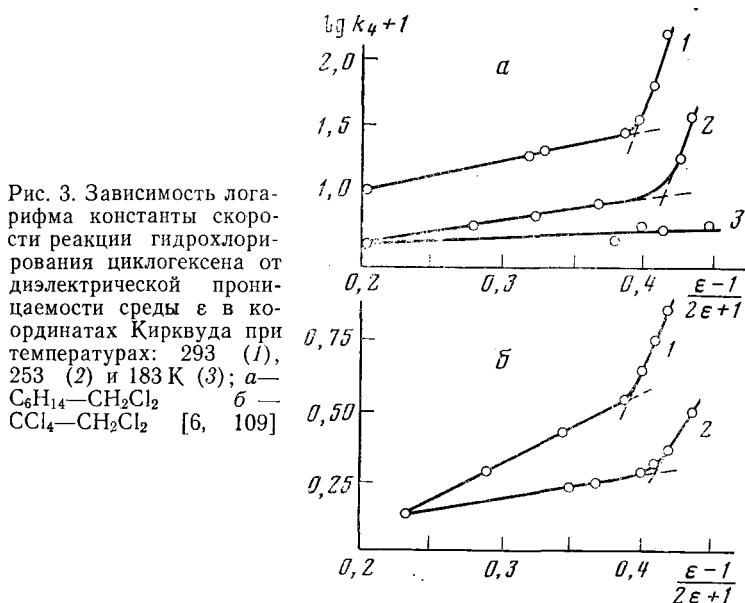 lg k₄+1
2,0
1,5
1,0
а
1
2
3
0,2
0,3
0,4
ε−1
2ε+1
0,75
0,50
0,25
б
1
2
0,2
0,3
0,4
ε−1
2ε+1
Рис. 3. Зависимость лога-
рифма константы скоро-
сти реакции гидрохлори-
рования циклогексена от
диэлектрической прони-
цаемости среды ε в ко-
ординатах Кирквуда при
температурах: 293 (1),
253 (2) и 183 К (3); а—
C₆H₁₄—CH₂Cl₂ б —
CCl₄—CH₂Cl₂ [6, 109]